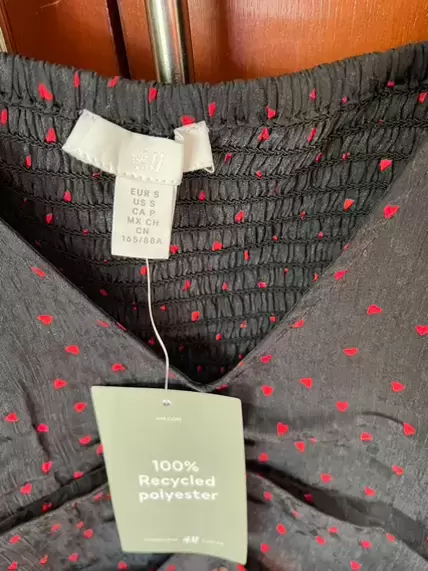 H&M
EUR S
US S
CA P
MX CH
CN
165/88A
100%
Recycled
polyester
H&M